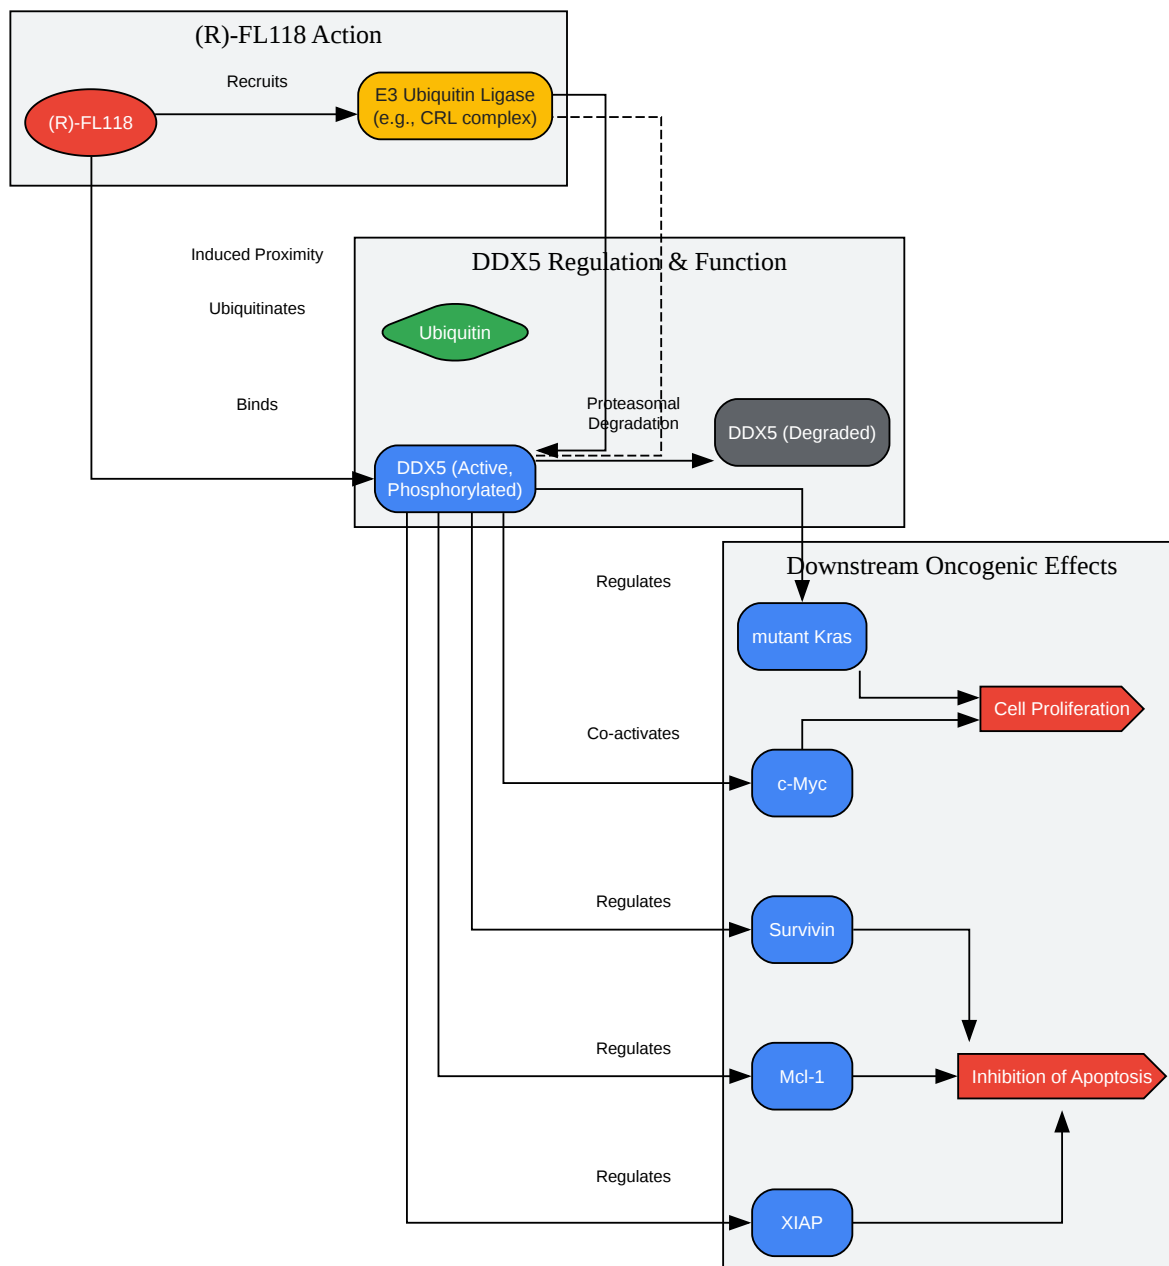 (R)-FL118 Action
Recruits
E3 Ubiquitin Ligase
(e.g., CRL complex)
(R)-FL118
Induced Proximity
DDX5 Regulation & Function
Ubiquitinates
Ubiquitin
Binds
Proteasomal
Degradation
DDX5 (Degraded)
DDX5 (Active,
Phosphorylated)
Downstream Oncogenic Effects
Regulates
mutant Kras
Cell Proliferation
Co-activates
c-Myc
Regulates
Survivin
Regulates
Mcl-1
Inhibition of Apoptosis
Regulates
XIAP